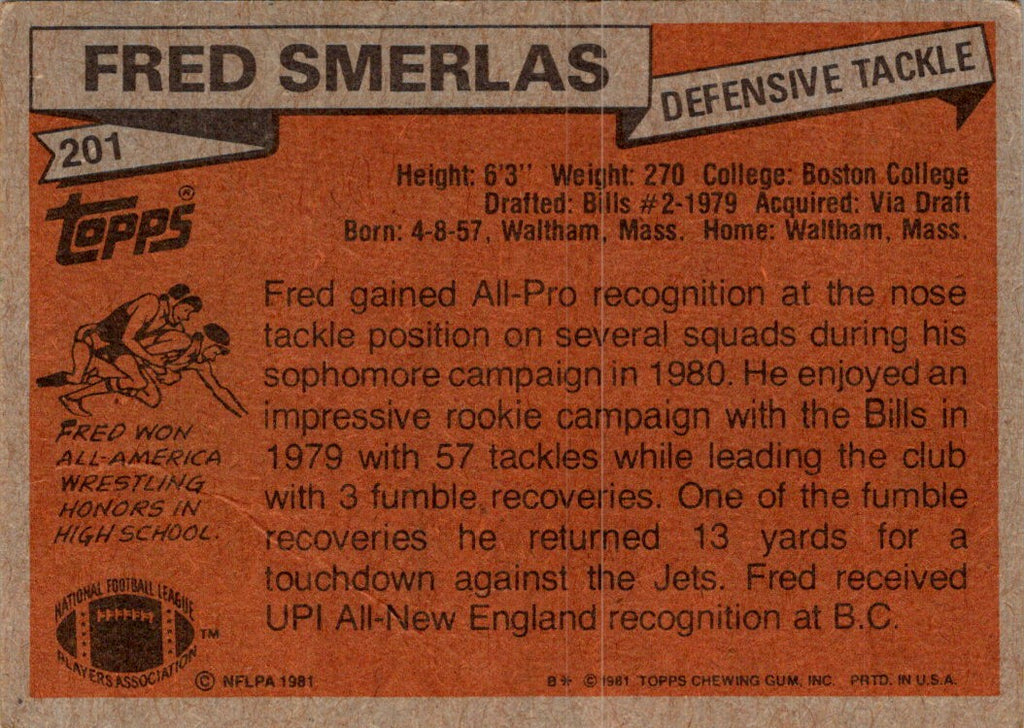 FRED SMERLAS
DEFENSIVE TACKLE
201
TOPPS®
Height: 6'3" Weight: 270 College: Boston College
Drafted: Bills #2-1979 Acquired: Via Draft
Born: 4-8-57, Waltham, Mass. Home: Waltham, Mass.
Fred gained All-Pro recognition at the nose
tackle position on several squads during his
sophomore campaign in 1980. He enjoyed an
impressive rookie campaign with the Bills in
1979 with 57 tackles while leading the club
with 3 fumble recoveries. One of the fumble
recoveries he returned 13 yards for a
touchdown against the Jets. Fred received
UPI All-New England recognition at B.C.
FRED WON
ALL-AMERICA
WRESTLING
HONORS IN
HIGH SCHOOL.
NATIONAL FOOTBALL LEAGUE
PLAYERS ASSOCIATION
TM
© NFLPA 1981
B* © 1981 TOPPS CHEWING GUM, INC. PRTD. IN U.S.A.